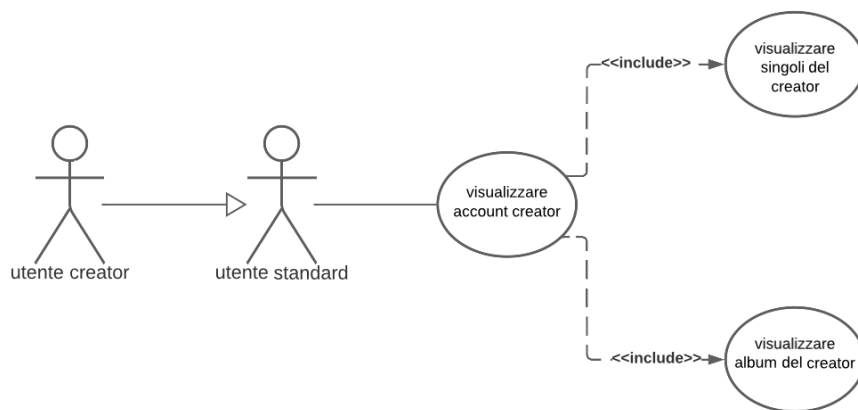 visualizzare
singoli del
creator
<<include>>
visualizzare
account creator
utente creator
utente standard
<<include>>
visualizzare
album del creator